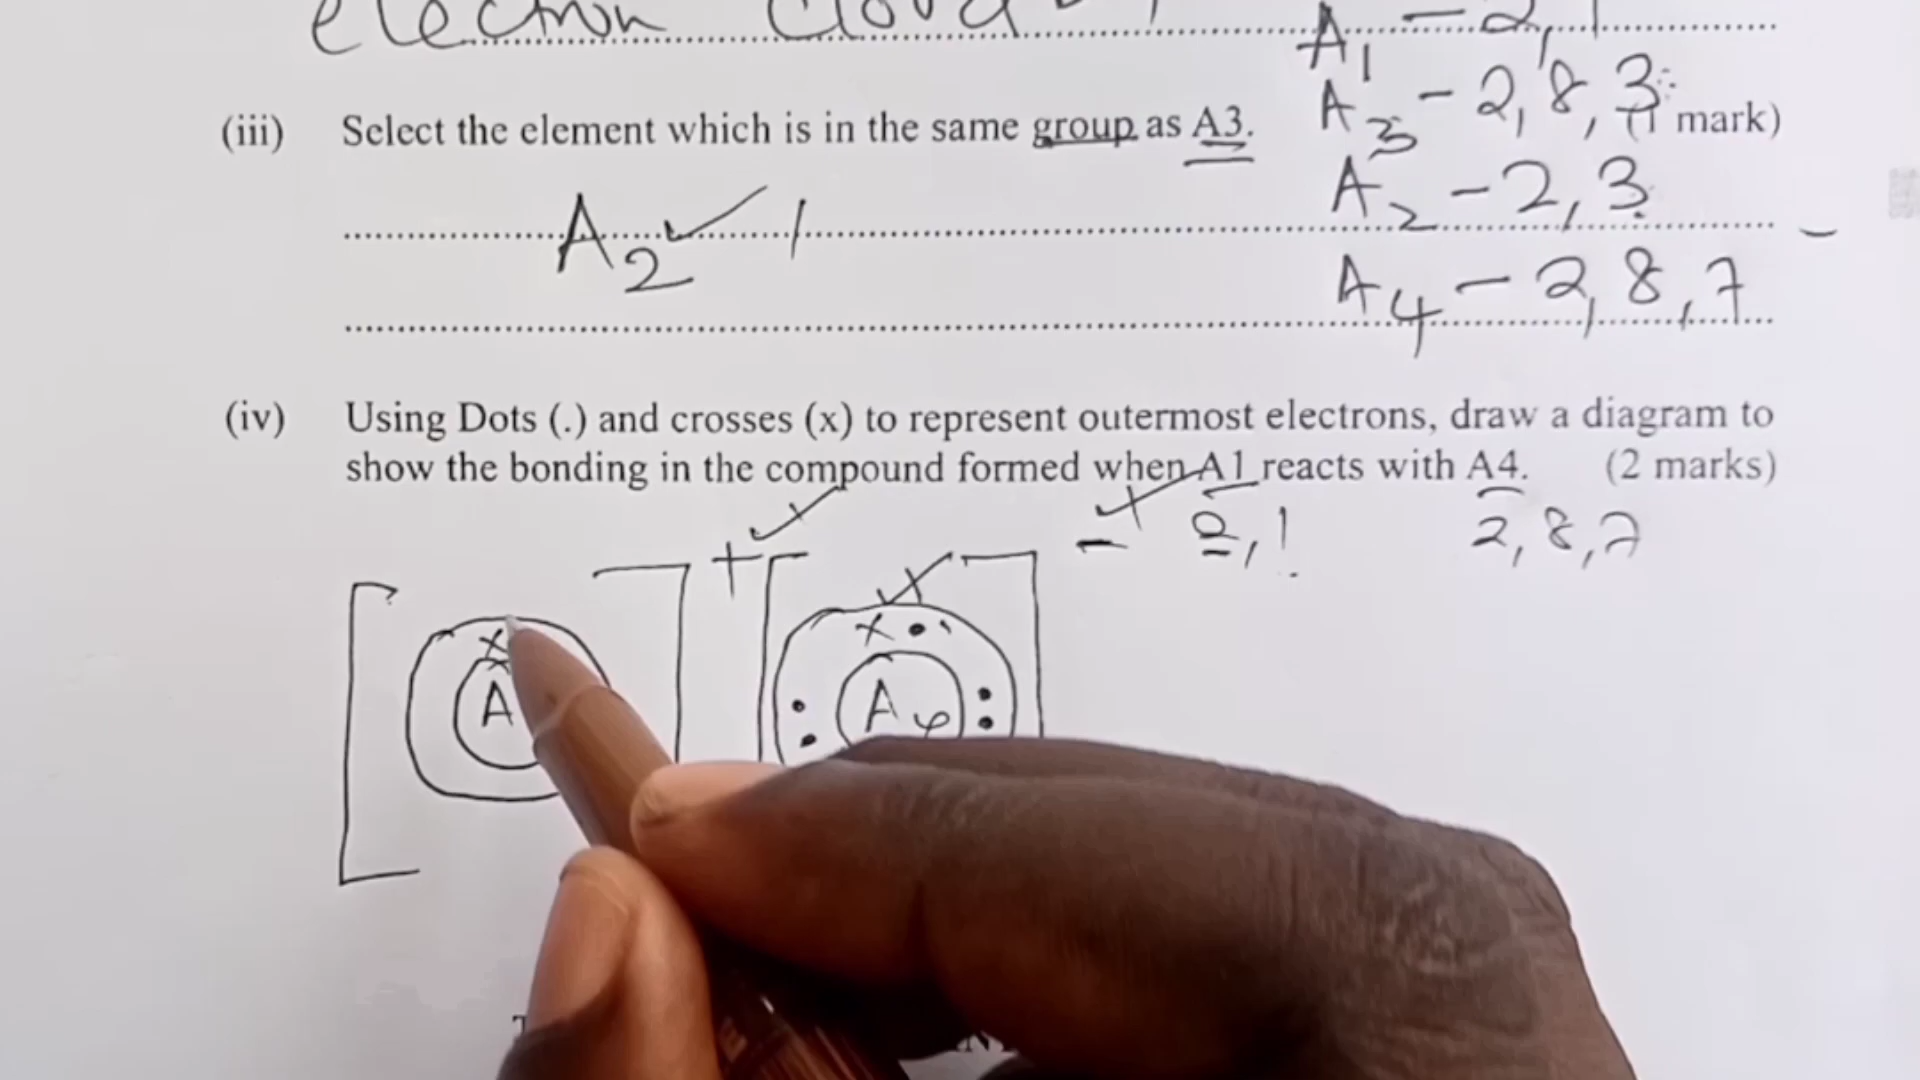 electron cloud
A1 - 2,1
A3 - 2,8,3
(iii) Select the element which is in the same group as A3. (1 mark)
A2 - 2,3
A2 ✓ 1
A4 - 2,8,7
(iv) Using Dots (.) and crosses (x) to represent outermost electrons, draw a diagram to
show the bonding in the compound formed when A1 reacts with A4. (2 marks)
2,1 2,8,7
+ -
x x •
A A4